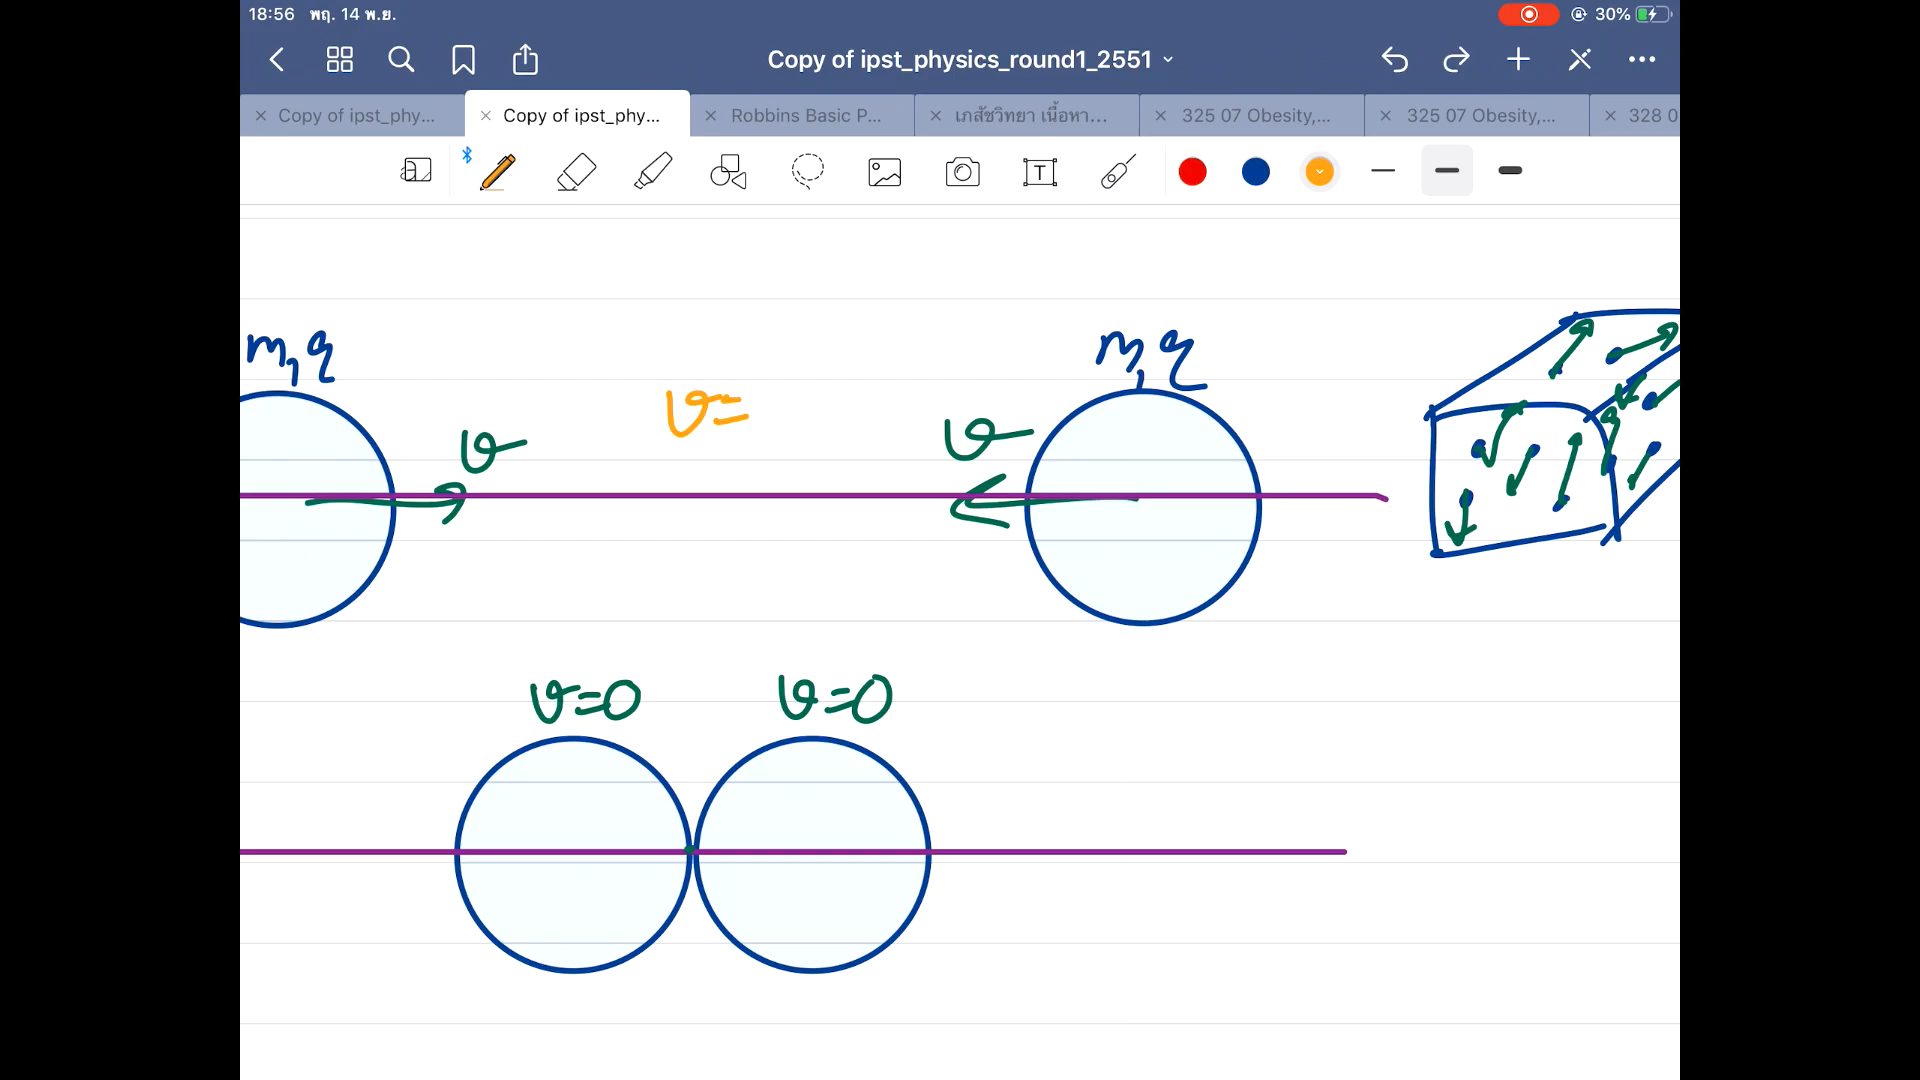 18:56 พฤ. 14 พ.ย. 30%
Copy of ipst_physics_round1_2551
Copy of ipst_phy... Copy of ipst_phy... Robbins Basic P... เภสัชวิทยา เนื้อหา... 325 07 Obesity,... 325 07 Obesity,... 328 0
T
m,q m,q
v=
v v
v=0 v=0